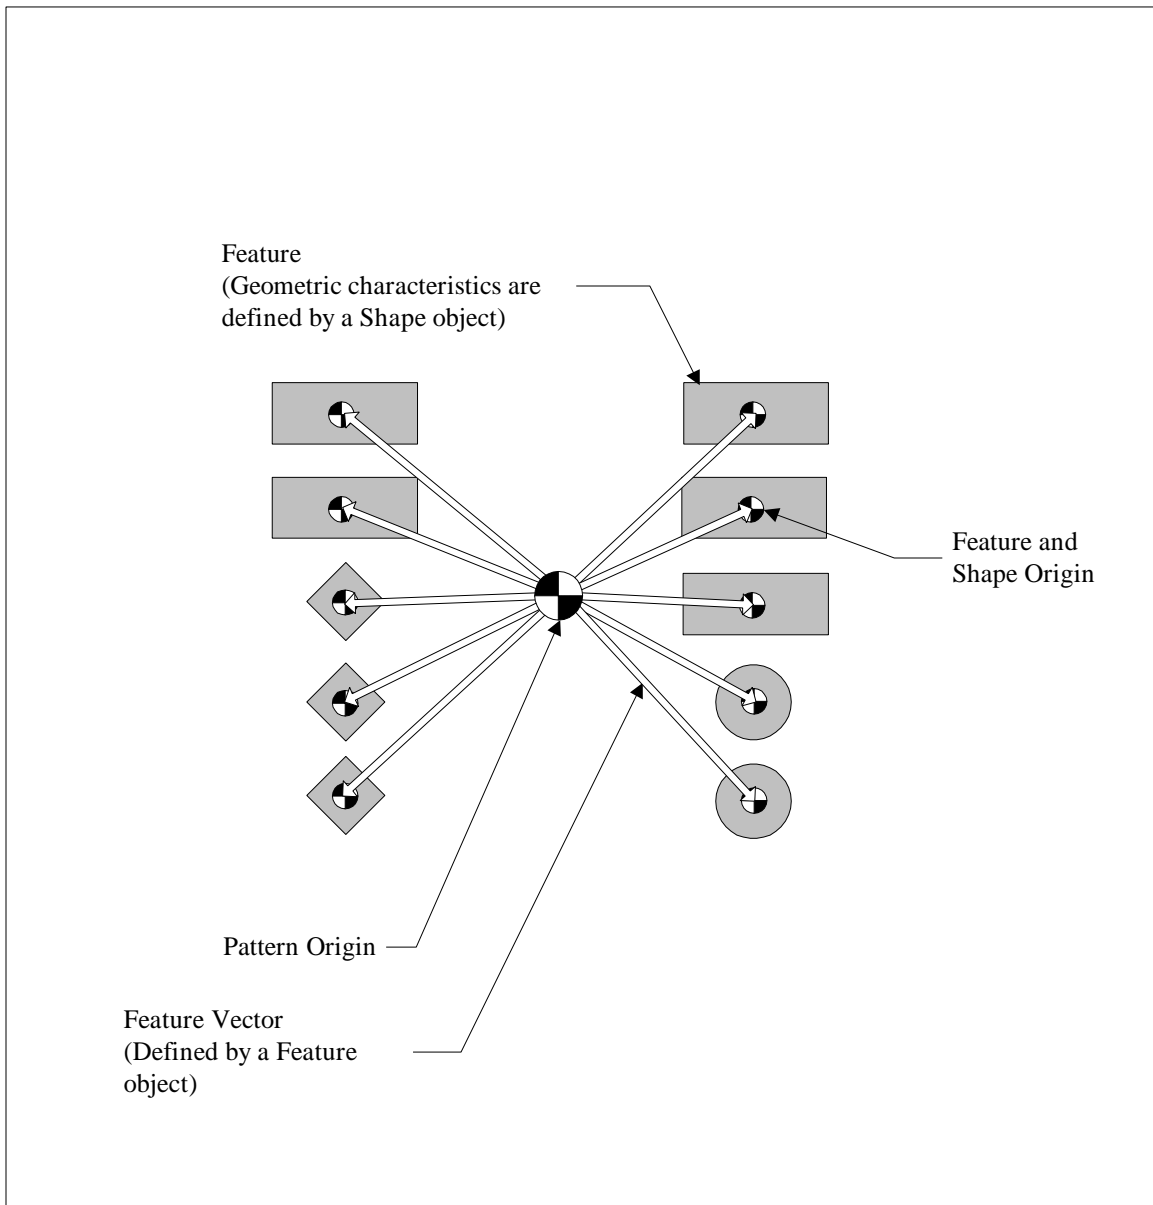 Feature
(Geometric characteristics are
defined by a Shape object)
Feature and
Shape Origin
Pattern Origin
Feature Vector
(Defined by a Feature
object)